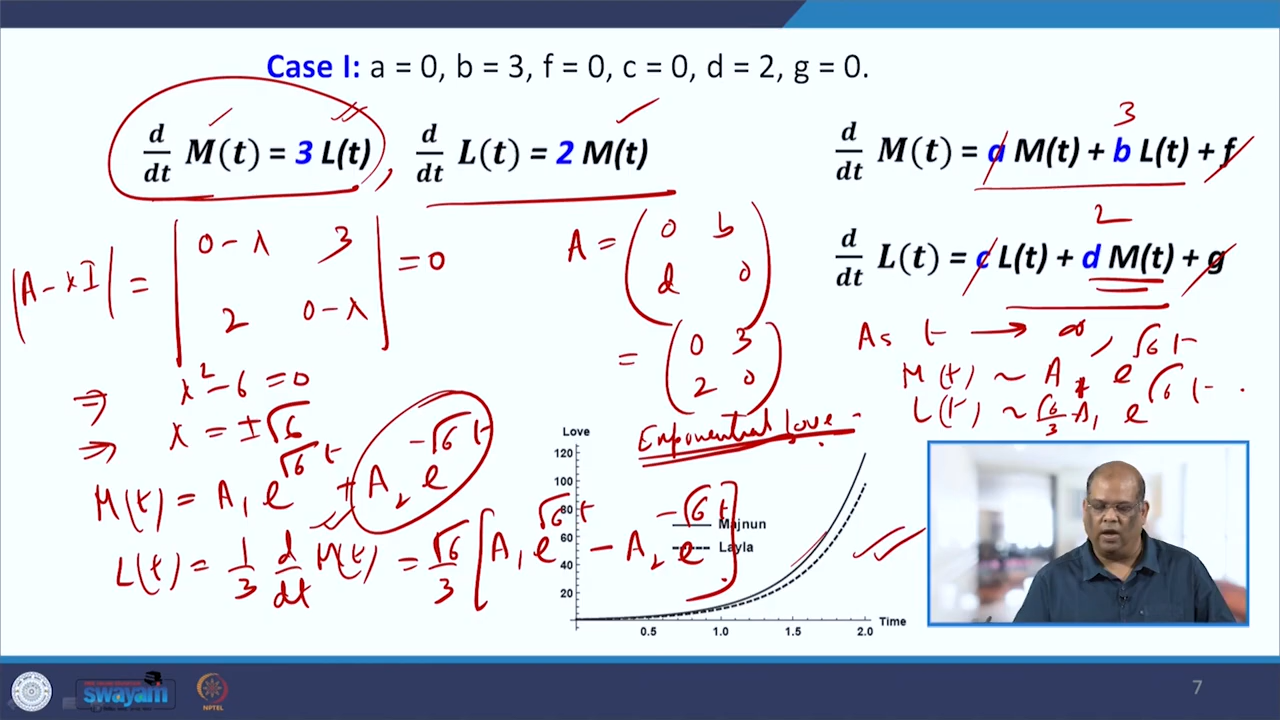 Case I: a = 0, b = 3, f = 0, c = 0, d = 2, g = 0.
d/dt M(t) = 3 L(t) , d/dt L(t) = 2 M(t)
3
d/dt M(t) = a M(t) + b L(t) + f
2
d/dt L(t) = c L(t) + d M(t) + g
|A - λI| = | 0-λ 3 | = 0
| 2 0-λ |
A = ( 0 b )
( d 0 )
= ( 0 3 )
( 2 0 )
⇒ λ² - 6 = 0
⇒ λ = ±√6
M(t) = A₁ e^{√6 t} + A₂ e^{-√6 t}
L(t) = 1/3 d/dt M(t) = √6/3 [ A₁ e^{√6 t} - A₂ e^{-√6 t} ]
As t → ∞,
M(t) ~ A₁ e^{√6 t}
L(t) ~ √6/3 A₁ e^{√6 t}.
Exponential Love
Love
120
100
80
60
40
20
Majnun
Layla
0.5 1.0 1.5 2.0
Time
swayam
NPTEL
7